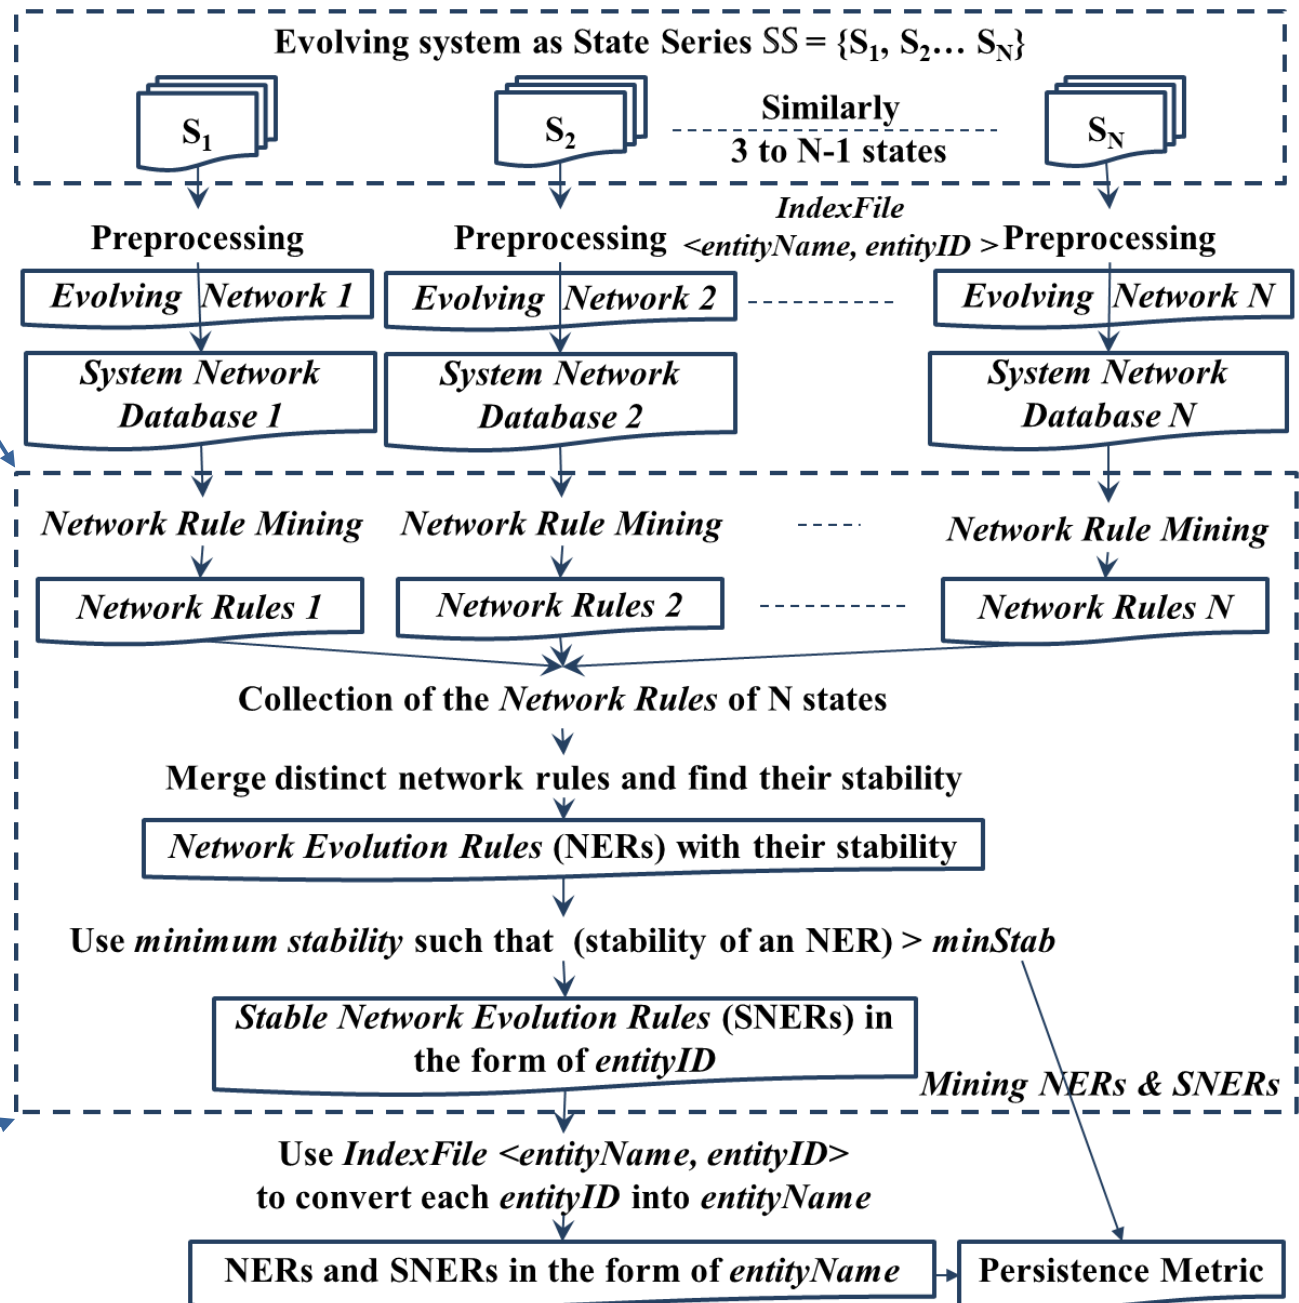 Evolving system as State Series SS = {S1, S2... SN}
S1
S2
Similarly
3 to N-1 states
SN
IndexFile
<entityName, entityID >
Preprocessing
Preprocessing
Preprocessing
Evolving Network 1
Evolving Network 2
Evolving Network N
System Network
Database 1
System Network
Database 2
System Network
Database N
Network Rule Mining
Network Rule Mining
Network Rule Mining
Network Rules 1
Network Rules 2
Network Rules N
Collection of the Network Rules of N states
Merge distinct network rules and find their stability
Network Evolution Rules (NERs) with their stability
Use minimum stability such that (stability of an NER) > minStab
Stable Network Evolution Rules (SNERs) in
the form of entityID
Mining NERs & SNERs
Use IndexFile <entityName, entityID>
to convert each entityID into entityName
NERs and SNERs in the form of entityName
Persistence Metric